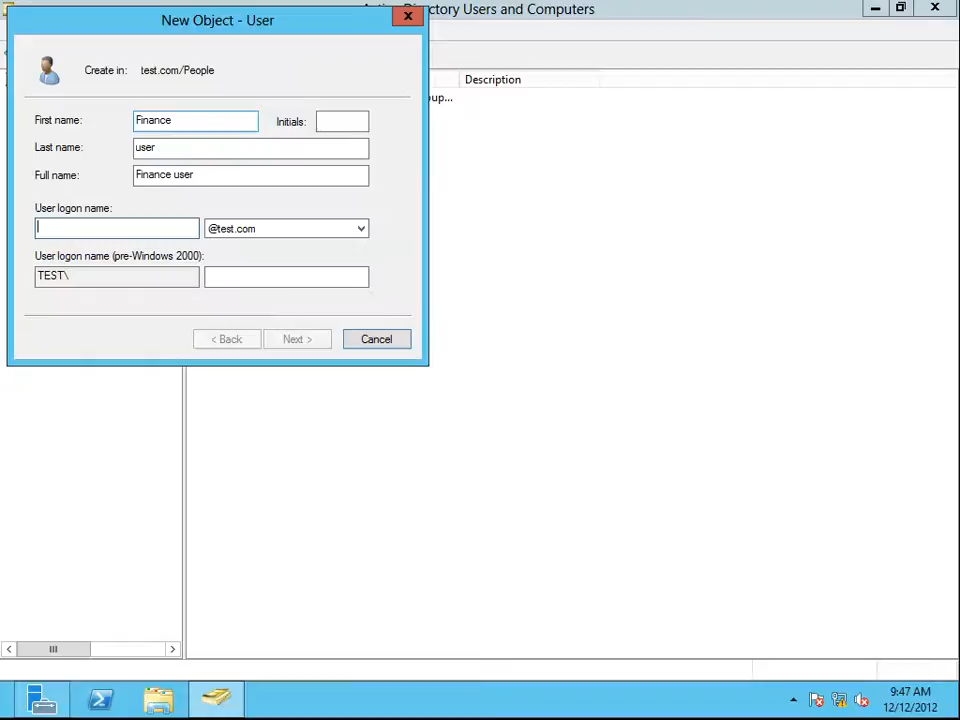 New Object - User
x
Active Directory Users and Computers
Create in: test.com/People
Description
oup...
First name: Finance
Initials:
Last name: user
Full name: Finance user
User logon name:
@test.com
User logon name (pre-Windows 2000):
TEST\
< Back
Next >
Cancel
9:47 AM
12/12/2012